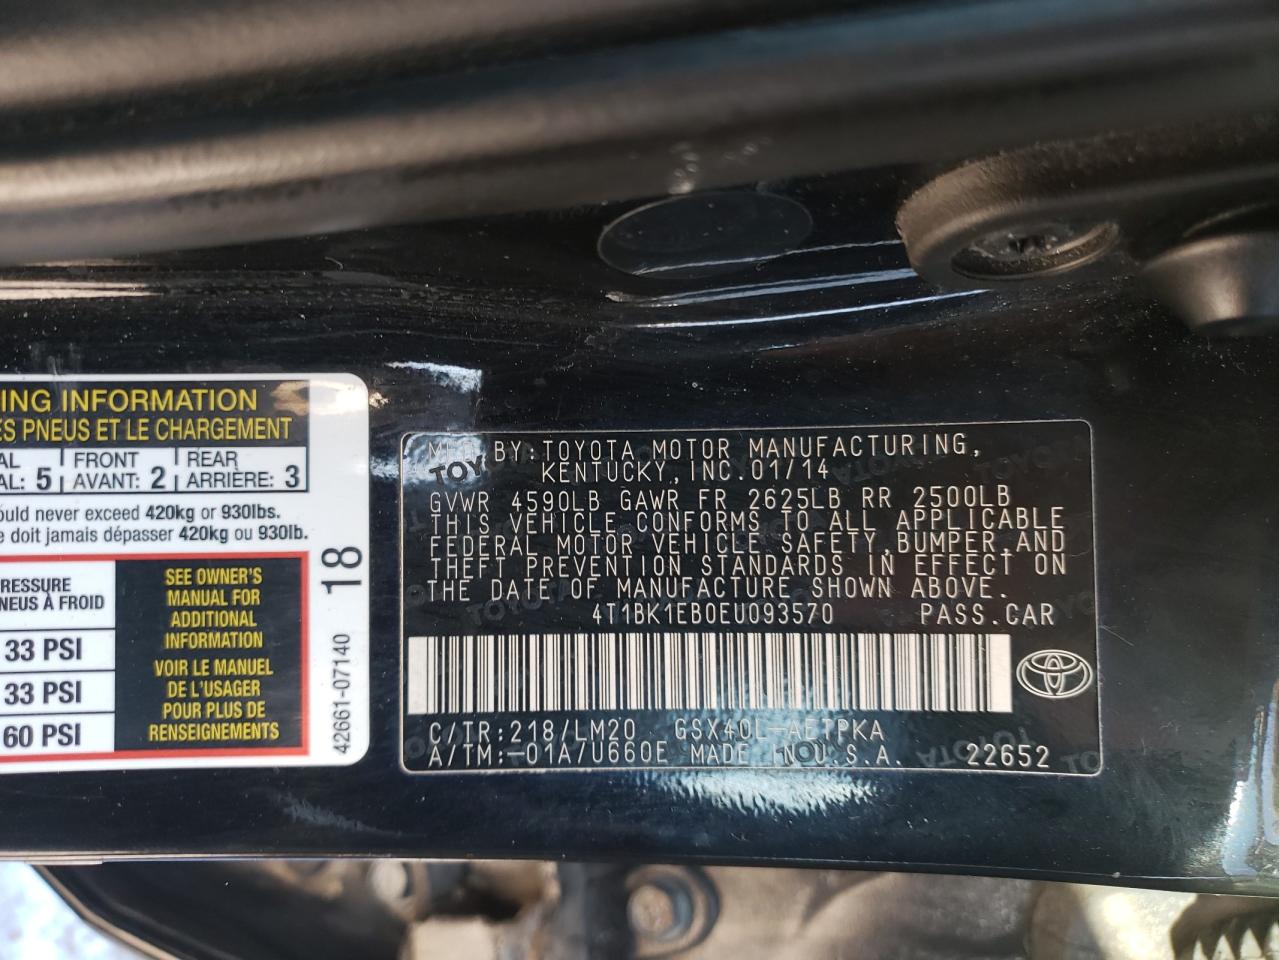 ING INFORMATION
ES PNEUS ET LE CHARGEMENT
AL FRONT REAR
AL: 5 AVANT: 2 ARRIÈRE: 3
ould never exceed 420kg or 930lbs.
e doit jamais dépasser 420kg ou 930lb.
RESSURE
NEUS À FROID
33 PSI
33 PSI
60 PSI
SEE OWNER'S
MANUAL FOR
ADDITIONAL
INFORMATION
VOIR LE MANUEL
DE L'USAGER
POUR PLUS DE
RENSEIGNEMENTS
18
42661-07140
MFD BY: TOYOTA MOTOR MANUFACTURING,
KENTUCKY, INC. 01/14
GVWR 4590LB GAWR FR 2625LB RR 2500LB
THIS VEHICLE CONFORMS TO ALL APPLICABLE
FEDERAL MOTOR VEHICLE SAFETY, BUMPER, AND
THEFT PREVENTION STANDARDS IN EFFECT ON
THE DATE OF MANUFACTURE SHOWN ABOVE.
4T1BK1EB0EU093570 PASS. CAR
C/TR: 218/LM20 GSX40L-AETPKA
A/TM: -01A/U660E MADE IN U.S.A. 22652